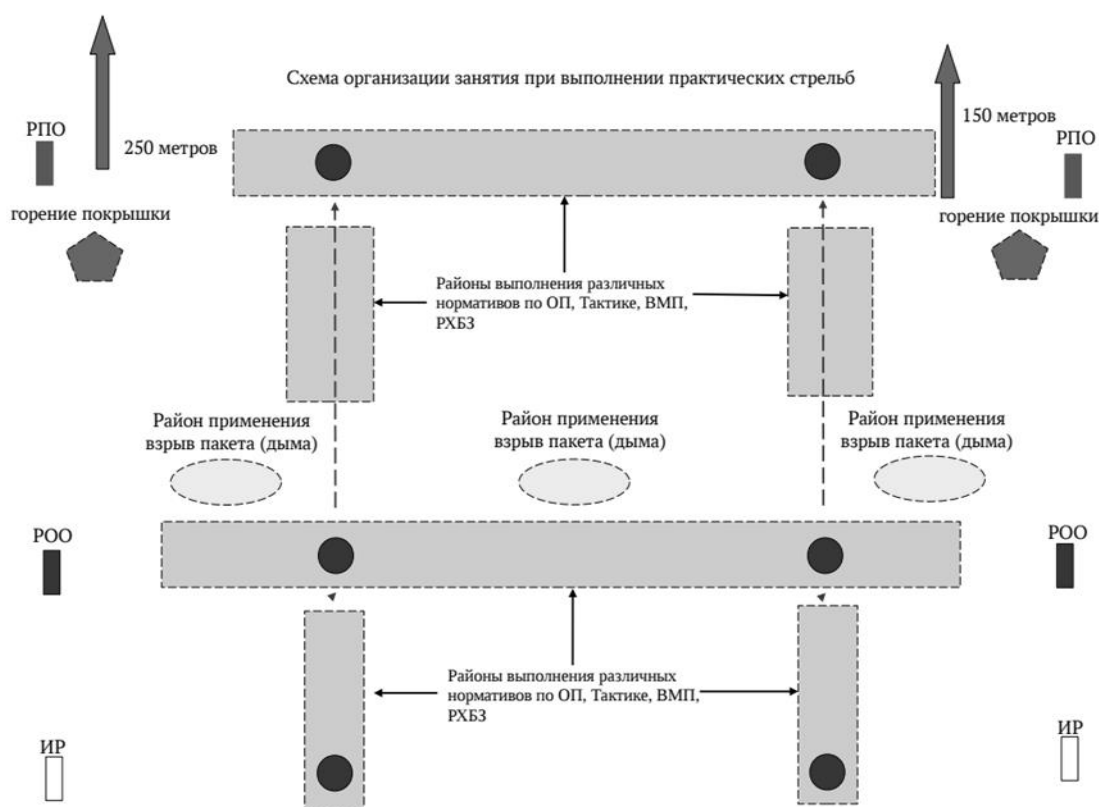 Схема организации занятия при выполнении практических стрельб
РПО
250 метров
150 метров
РПО
горение покрышки
горение покрышки
Районы выполнения различных
нормативов по ОП, Тактике, ВМП,
РХБЗ
Район применения
взрыв пакета (дыма)
Район применения
взрыв пакета (дыма)
Район применения
взрыв пакета (дыма)
РОО
РОО
Районы выполнения различных
нормативов по ОП, Тактике, ВМП,
РХБЗ
ИР
ИР